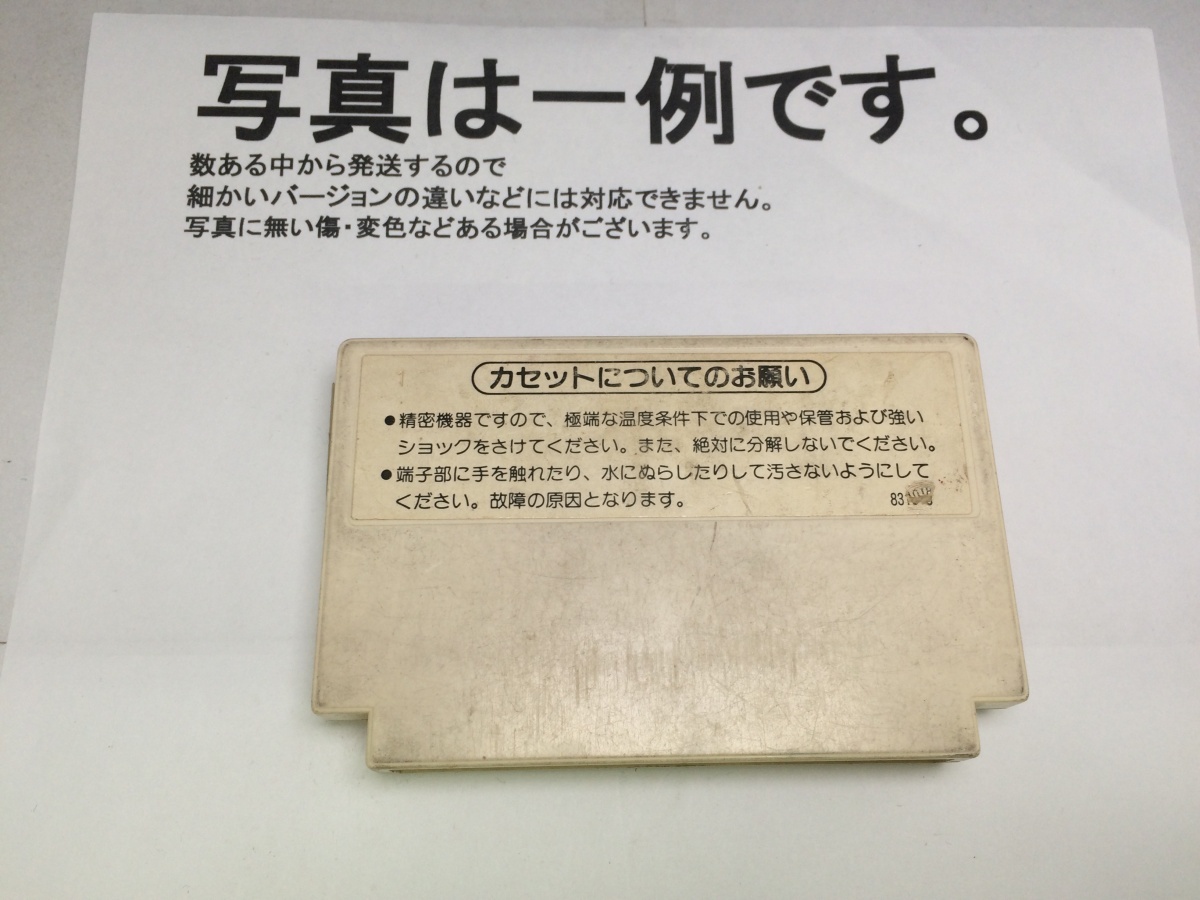 写真は一例です。
数ある中から発送するので
細かいバージョンの違いなどには対応できません。
写真に無い傷・変色などある場合がございます。
カセットについてのお願い
●精密機器ですので、極端な温度条件下での使用や保管および強い
ショックをさけてください。また、絶対に分解しないでください。
●端子部に手を触れたり、水にぬらしたりして汚さないようにして
ください。故障の原因となります。